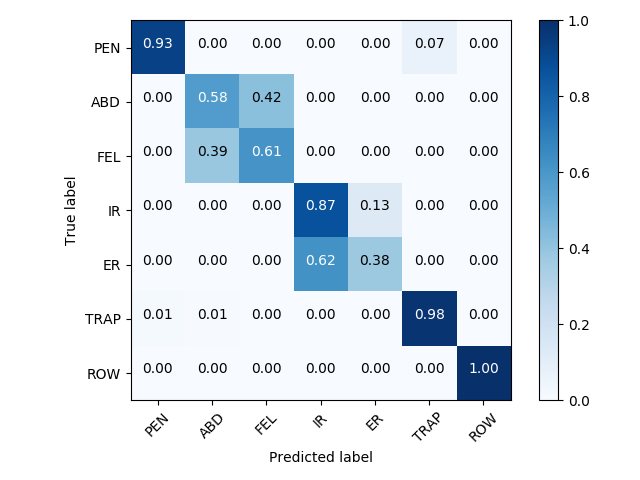 PEN 0.93 0.00 0.00 0.00 0.00 0.07 0.00
ABD 0.00 0.58 0.42 0.00 0.00 0.00 0.00
FEL 0.00 0.39 0.61 0.00 0.00 0.00 0.00
IR 0.00 0.00 0.00 0.87 0.13 0.00 0.00
ER 0.00 0.00 0.00 0.62 0.38 0.00 0.00
TRAP 0.01 0.01 0.00 0.00 0.00 0.98 0.00
ROW 0.00 0.00 0.00 0.00 0.00 0.00 1.00
PEN ABD FEL IR ER TRAP ROW
Predicted label
True label
1.0
0.8
0.6
0.4
0.2
0.0